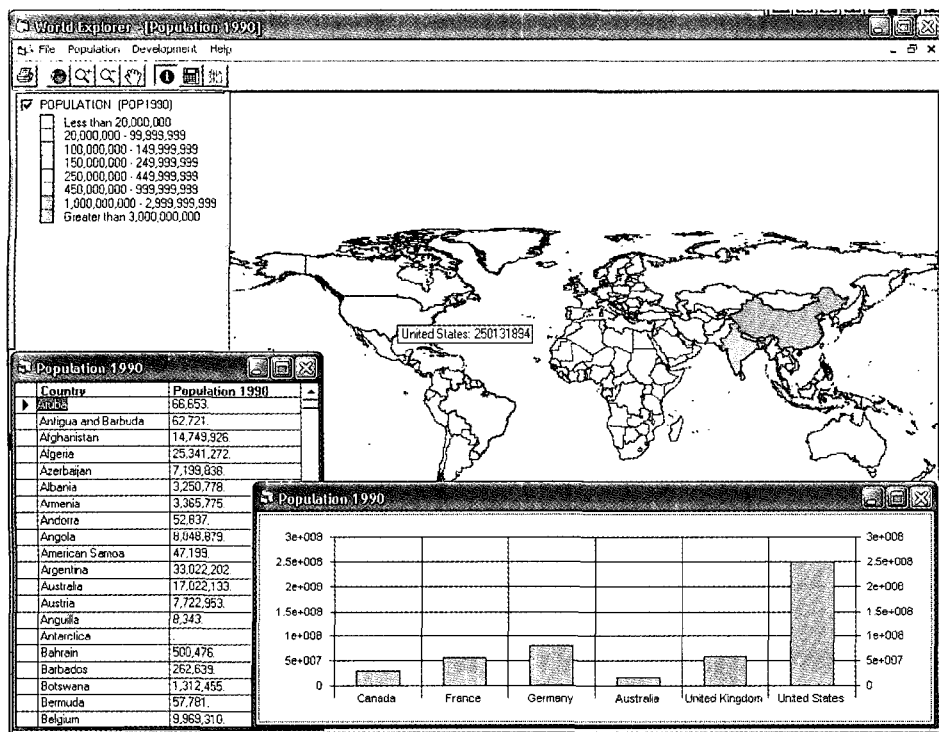 World Explorer - [Population 1990]
File Population Development Help
POPULATION (POP1990)
Less than 20,000,000
20,000,000 - 99,999,999
100,000,000 - 149,999,999
150,000,000 - 249,999,999
250,000,000 - 449,999,999
450,000,000 - 999,999,999
1,000,000,000 - 2,999,999,999
Greater than 3,000,000,000
United States: 250131894
Population 1990
Country Population 1990
Aruba 66,653.
Antigua and Barbuda 62,721.
Afghanistan 14,749,926.
Algeria 25,341,272.
Azerbaijan 7,199,838.
Albania 3,250,778.
Armenia 3,365,775.
Andorra 52,837.
Angola 8,048,879.
American Samoa 47,199.
Argentina 33,022,202.
Australia 17,022,133.
Austria 7,722,953.
Anguilla 8,343.
Antarctica .
Bahrain 500,476.
Barbados 262,639.
Botswana 1,312,455.
Bermuda 57,781.
Belgium 9,969,310.
Population 1990
3e+008 3e+008
2.5e+008 2.5e+008
2e+008 2e+008
1.5e+008 1.5e+008
1e+008 1e+008
5e+007 5e+007
0 0
Canada France Germany Australia United Kingdom United States